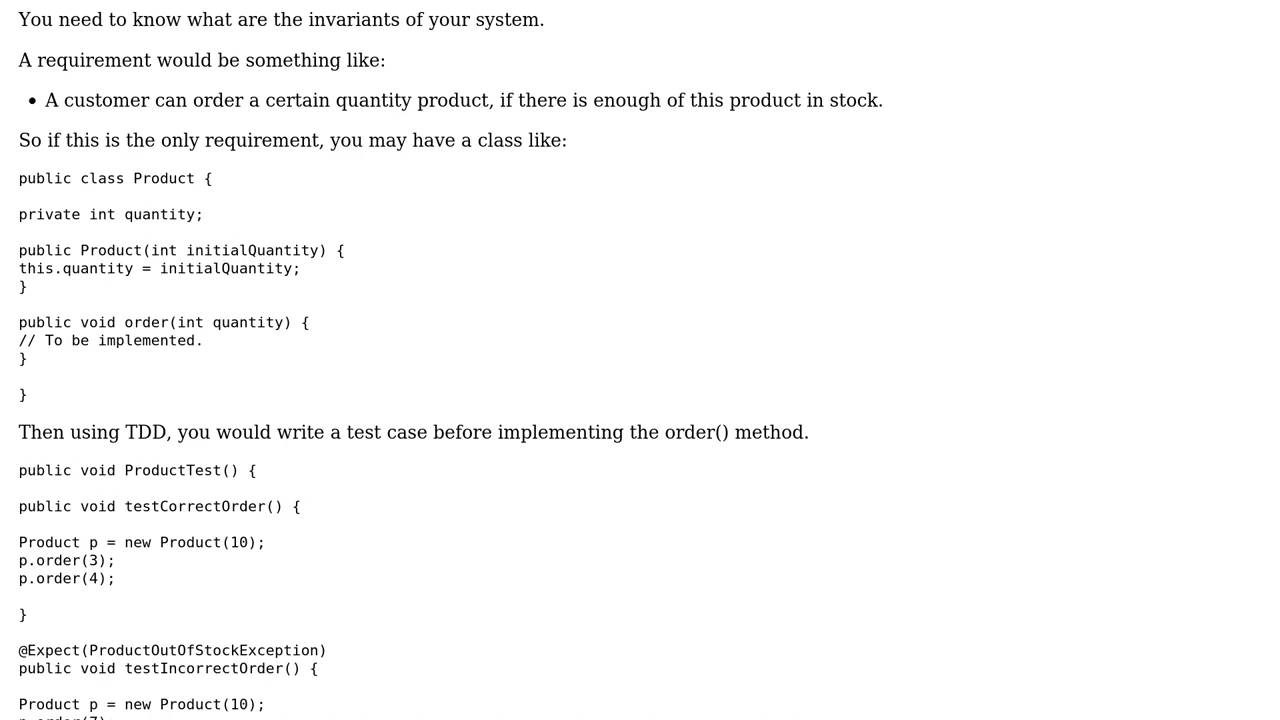 You need to know what are the invariants of your system.
A requirement would be something like:
• A customer can order a certain quantity product, if there is enough of this product in stock.
So if this is the only requirement, you may have a class like:
public class Product {
private int quantity;
public Product(int initialQuantity) {
this.quantity = initialQuantity;
}
public void order(int quantity) {
// To be implemented.
}
}
Then using TDD, you would write a test case before implementing the order() method.
public void ProductTest() {
public void testCorrectOrder() {
Product p = new Product(10);
p.order(3);
p.order(4);
}
@Expect(ProductOutOfStockException)
public void testIncorrectOrder() {
Product p = new Product(10);